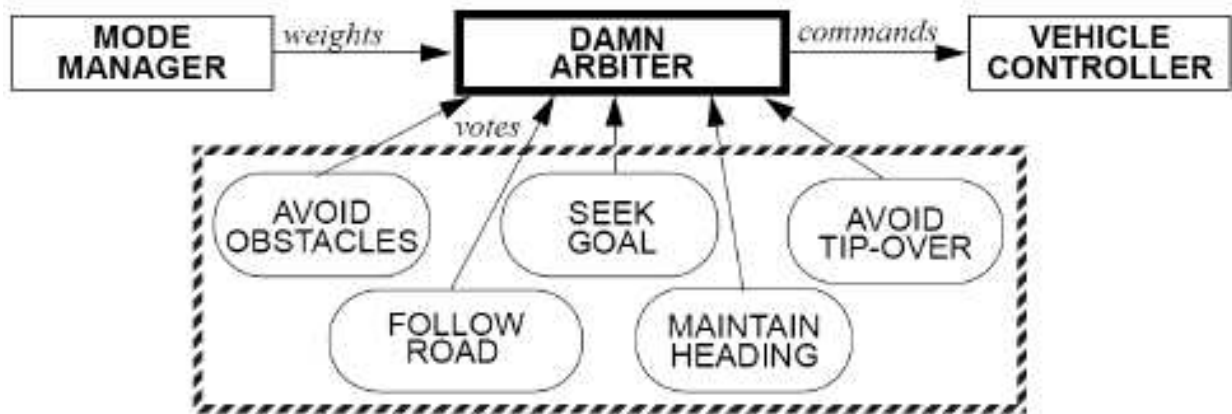 MODE
MANAGER
weights
DAMN
ARBITER
commands
VEHICLE
CONTROLLER
votes
AVOID
OBSTACLES
SEEK
GOAL
AVOID
TIP-OVER
FOLLOW
ROAD
MAINTAIN
HEADING